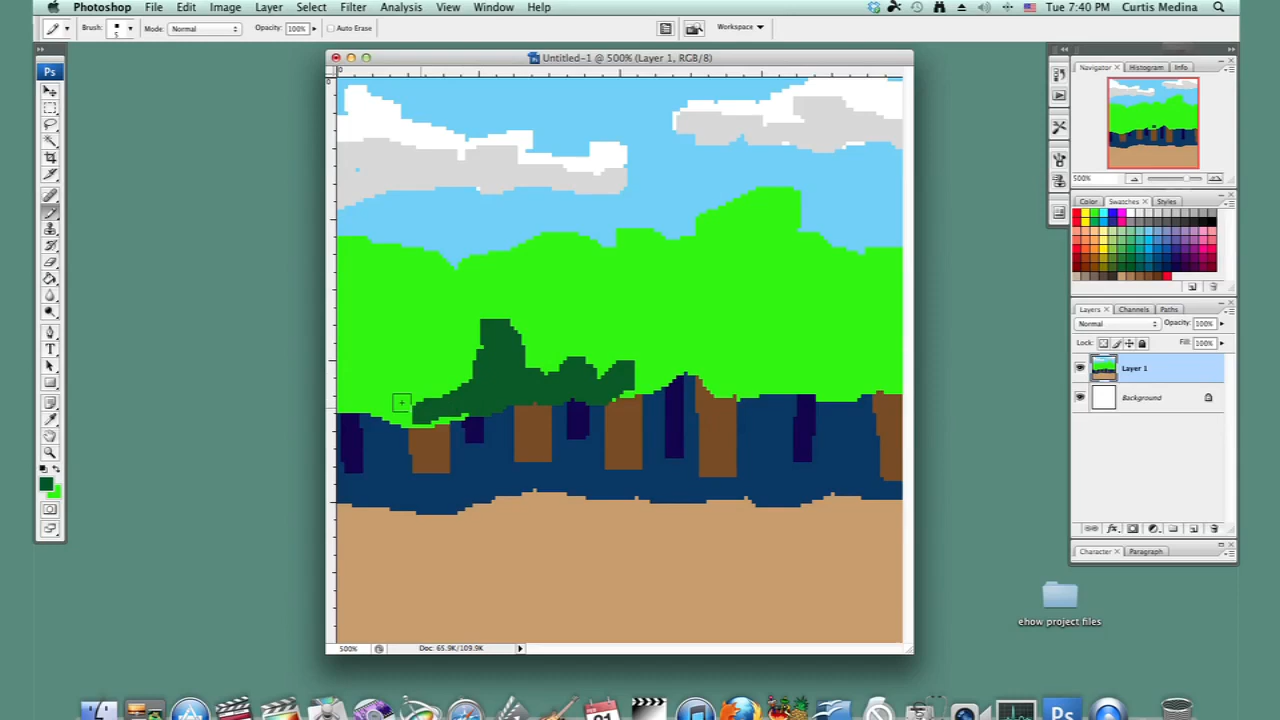 Photoshop File Edit Image Layer Select Filter Analysis View Window Help Tue 7:40 PM Curtis Medina
Brush: 5 Mode: Normal Opacity: 100% Auto Erase Workspace
Untitled-1 @ 500% (Layer 1, RGB/8)
Ps
Navigator Histogram Info
500%
Color Swatches Styles
Layers Channels Paths
Normal Opacity: 100%
Lock: Fill: 100%
Layer 1
Background
Character Paragraph
ehow project files
500% Doc: 65.9K/109.9K
Ps